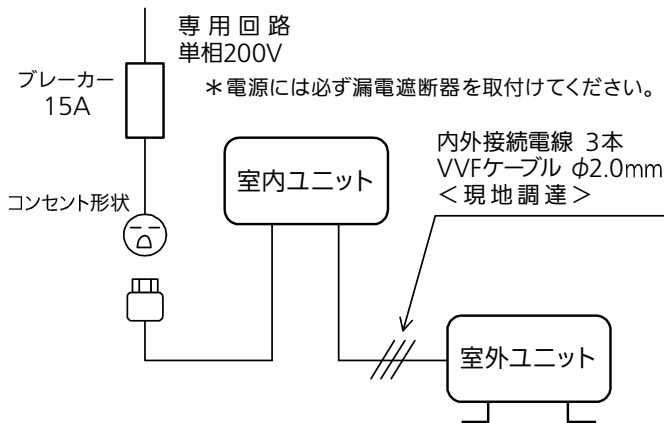 専用回路
単相200V
＊電源には必ず漏電遮断器を取付けてください。
ブレーカー
15A
内外接続電線 3本
VVFケーブル φ2.0mm
＜現地調達＞
室内ユニット
コンセント形状
室外ユニット